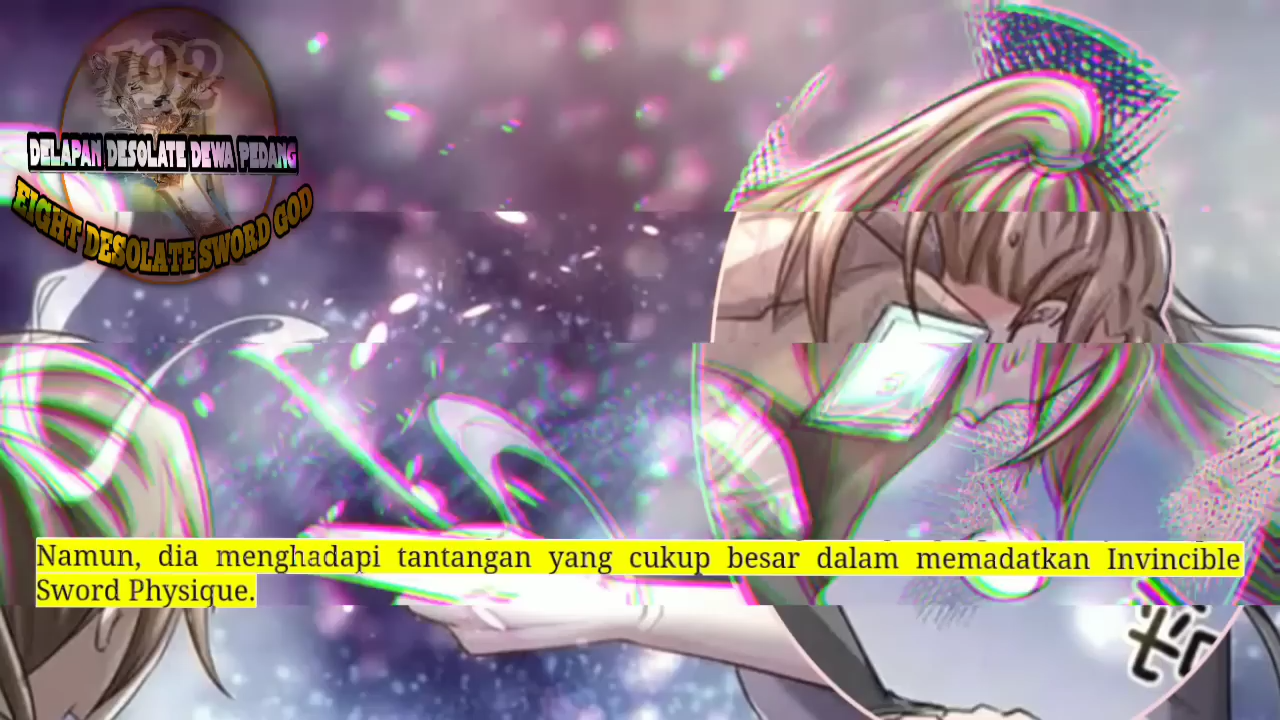 192
DELAPAN DESOLATE DEWA PEDANG
EIGHT DESOLATE SWORD GOD
Namun, dia menghadapi tantangan yang cukup besar dalam memadatkan Invincible
Sword Physique.